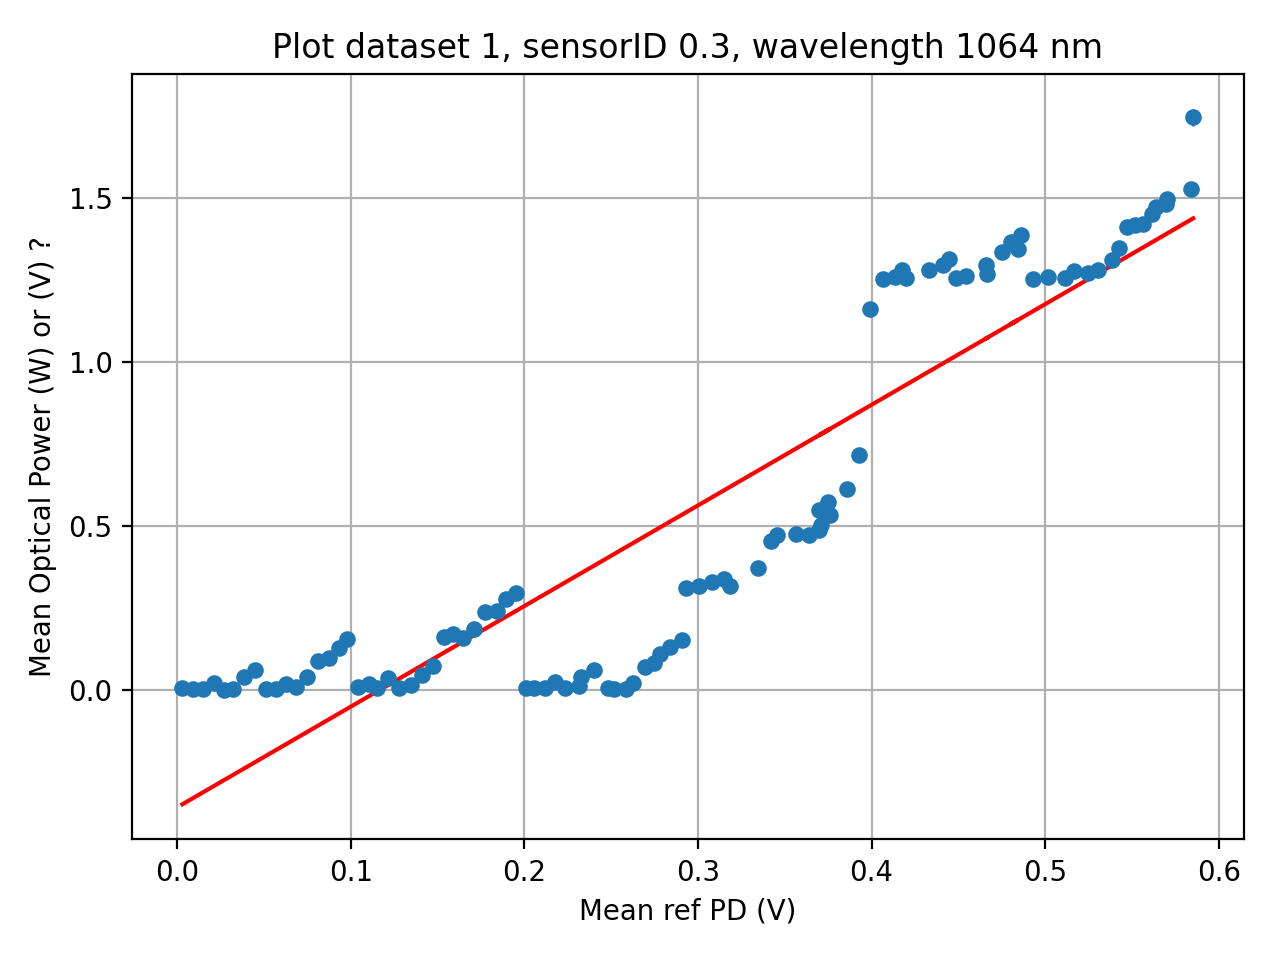 Plot dataset 1, sensorID 0.3, wavelength 1064 nm
Mean Optical Power (W) or (V) ?
1.5
1.0
0.5
0.0
0.0 0.1 0.2 0.3 0.4 0.5 0.6
Mean ref PD (V)